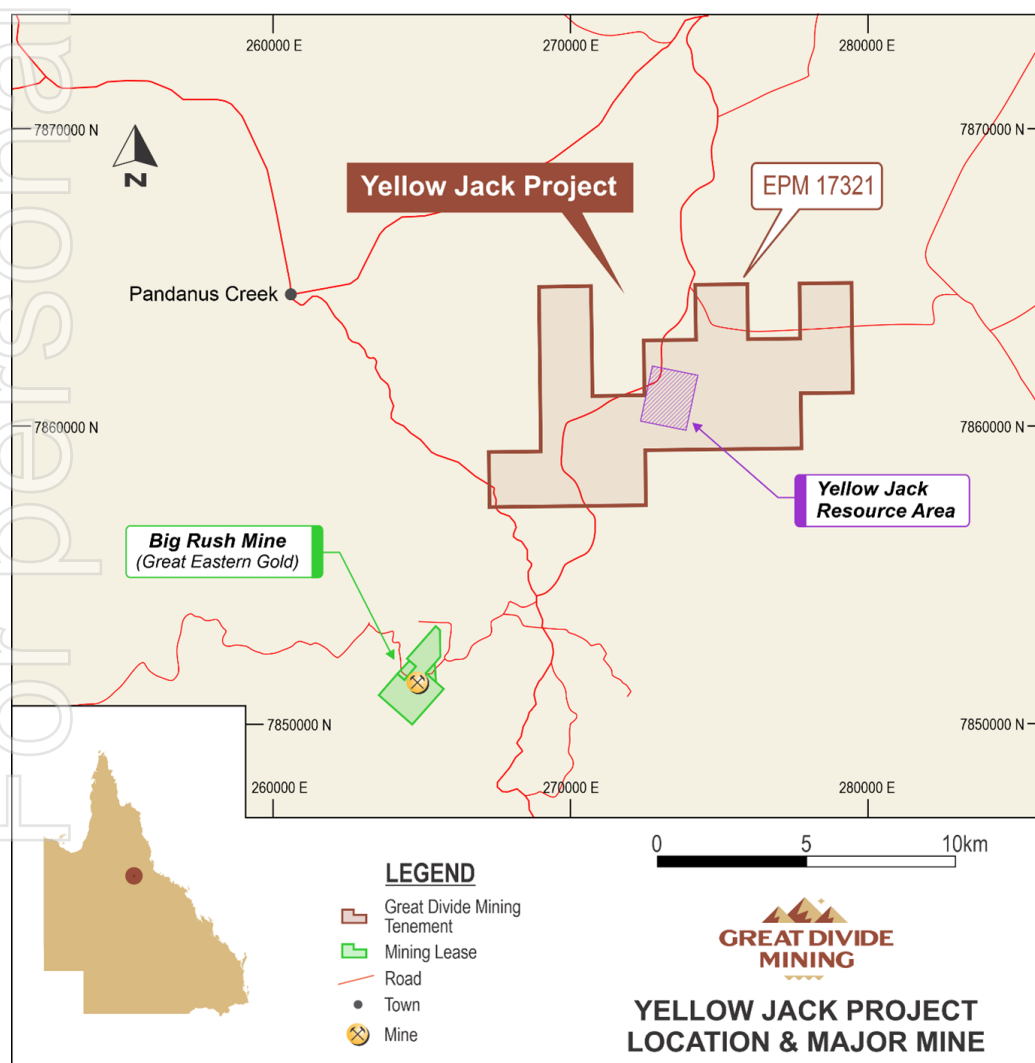 For personal
260000 E
270000 E
280000 E
7870000 N
7870000 N
N
Yellow Jack Project
EPM 17321
Pandanus Creek
7860000 N
7860000 N
Yellow Jack
Resource Area
Big Rush Mine
(Great Eastern Gold)
7850000 N
7850000 N
260000 E
270000 E
280000 E
0
5
10km
LEGEND
Great Divide Mining
Tenement
Mining Lease
Road
Town
Mine
GREAT DIVIDE
MINING
YELLOW JACK PROJECT
LOCATION & MAJOR MINE